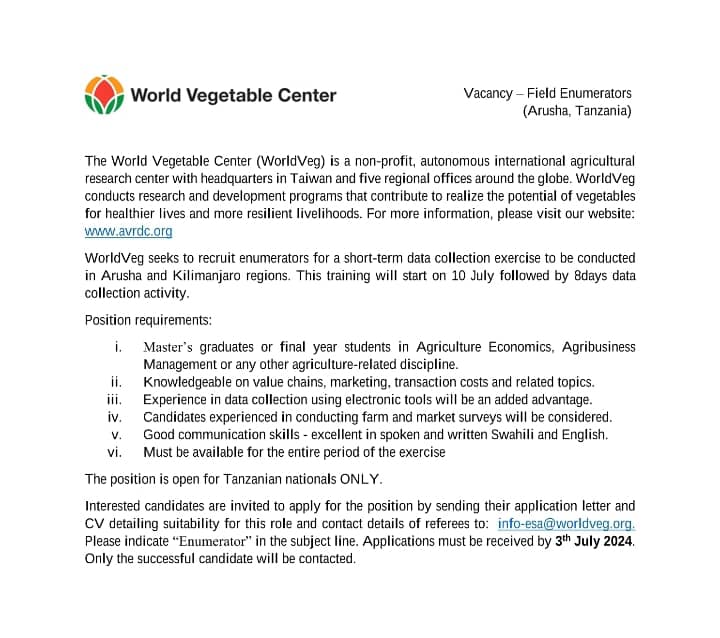 World Vegetable Center
Vacancy – Field Enumerators
(Arusha, Tanzania)
The World Vegetable Center (WorldVeg) is a non-profit, autonomous international agricultural
research center with headquarters in Taiwan and five regional offices around the globe. WorldVeg
conducts research and development programs that contribute to realize the potential of vegetables
for healthier lives and more resilient livelihoods. For more information, please visit our website:
www.avrdc.org
WorldVeg seeks to recruit enumerators for a short-term data collection exercise to be conducted
in Arusha and Kilimanjaro regions. This training will start on 10 July followed by 8days data
collection activity.
Position requirements:
i. Master’s graduates or final year students in Agriculture Economics, Agribusiness
Management or any other agriculture-related discipline.
ii. Knowledgeable on value chains, marketing, transaction costs and related topics.
iii. Experience in data collection using electronic tools will be an added advantage.
iv. Candidates experienced in conducting farm and market surveys will be considered.
v. Good communication skills - excellent in spoken and written Swahili and English.
vi. Must be available for the entire period of the exercise
The position is open for Tanzanian nationals ONLY.
Interested candidates are invited to apply for the position by sending their application letter and
CV detailing suitability for this role and contact details of referees to: info-esa@worldveg.org.
Please indicate “Enumerator” in the subject line. Applications must be received by 3th July 2024.
Only the successful candidate will be contacted.